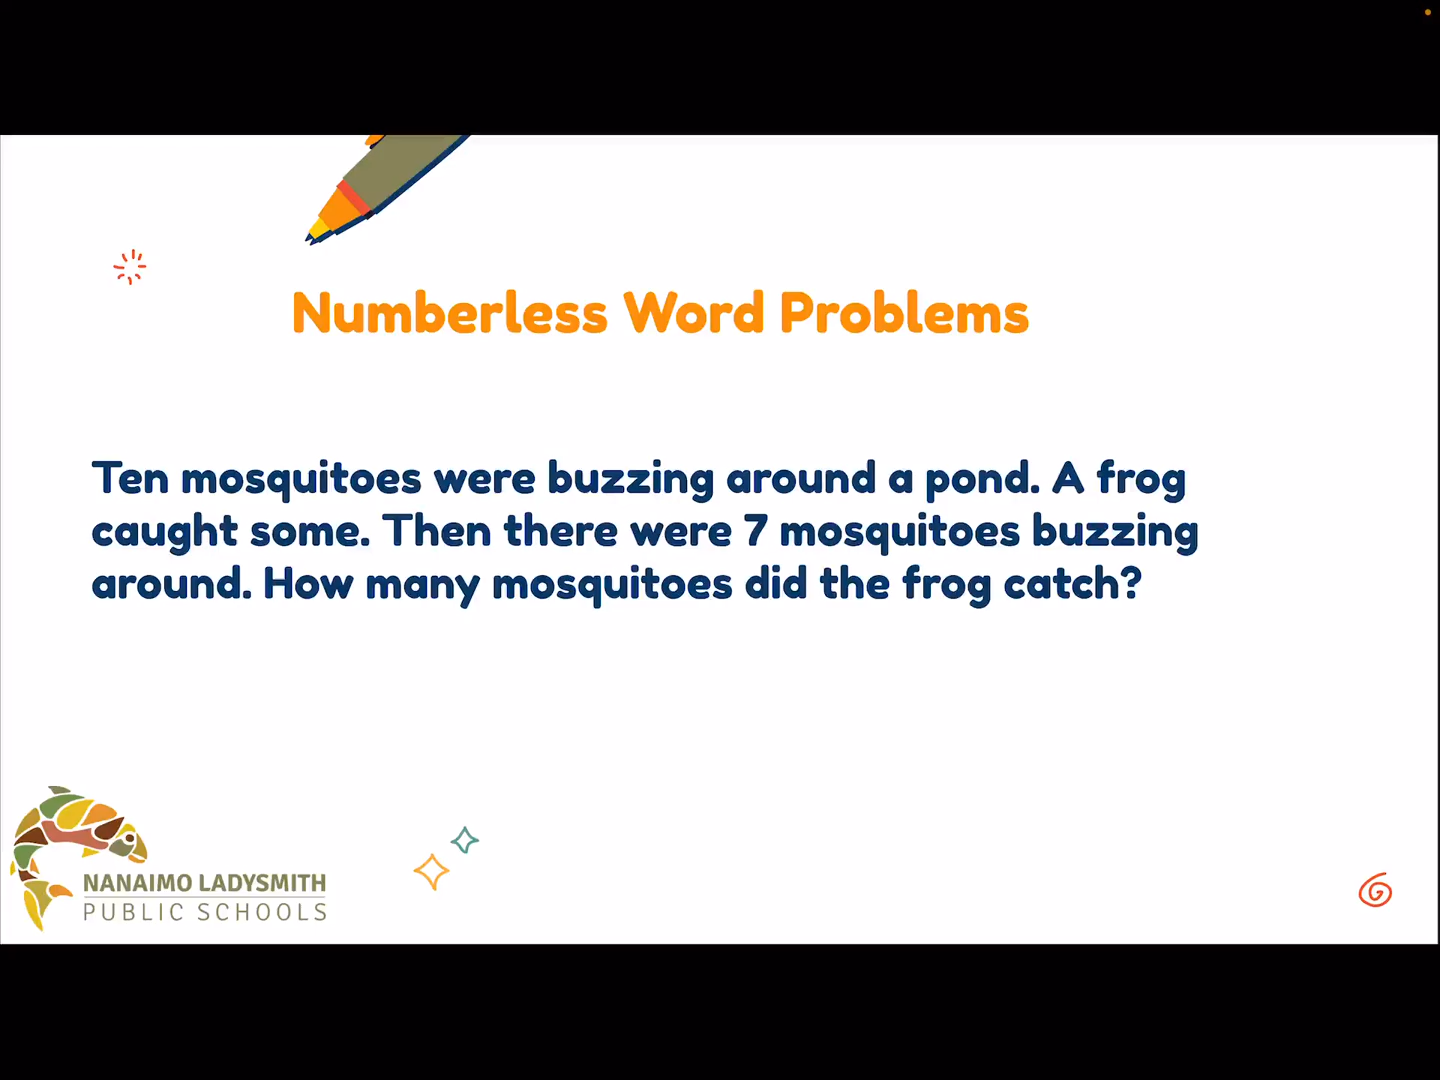 Numberless Word Problems
Ten mosquitoes were buzzing around a pond. A frog
caught some. Then there were 7 mosquitoes buzzing
around. How many mosquitoes did the frog catch?
NANAIMO LADYSMITH
PUBLIC SCHOOLS